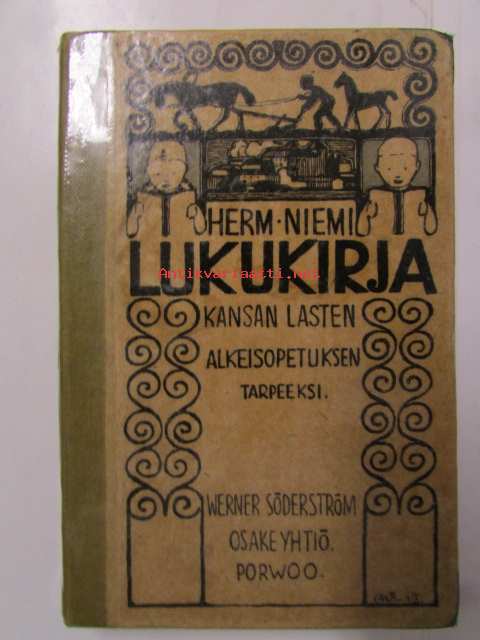 HERM·NIEMI
LUKUKIRJA
Antikvariaatti.net
KANSAN LASTEN
ALKEISOPETUKSEN
TARPEEKSI.
WERNER SÖDERSTRÖM
OSAKEYHTIÖ.
PORWOO.